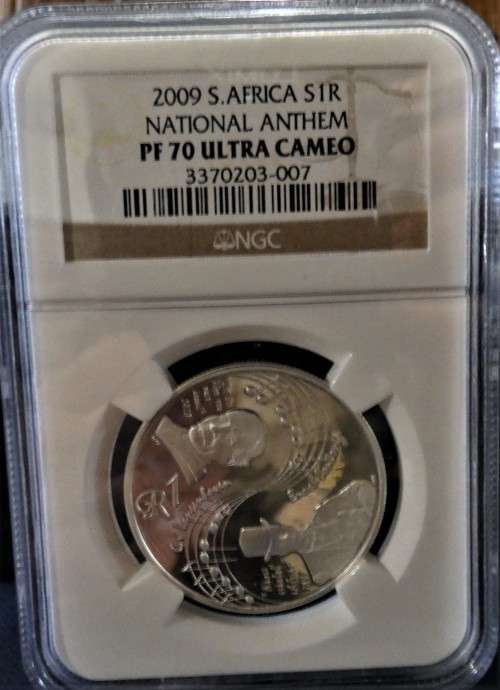 2009 S.AFRICA S1R
NATIONAL ANTHEM
PF 70 ULTRA CAMEO
3370203-007
NGC
R1